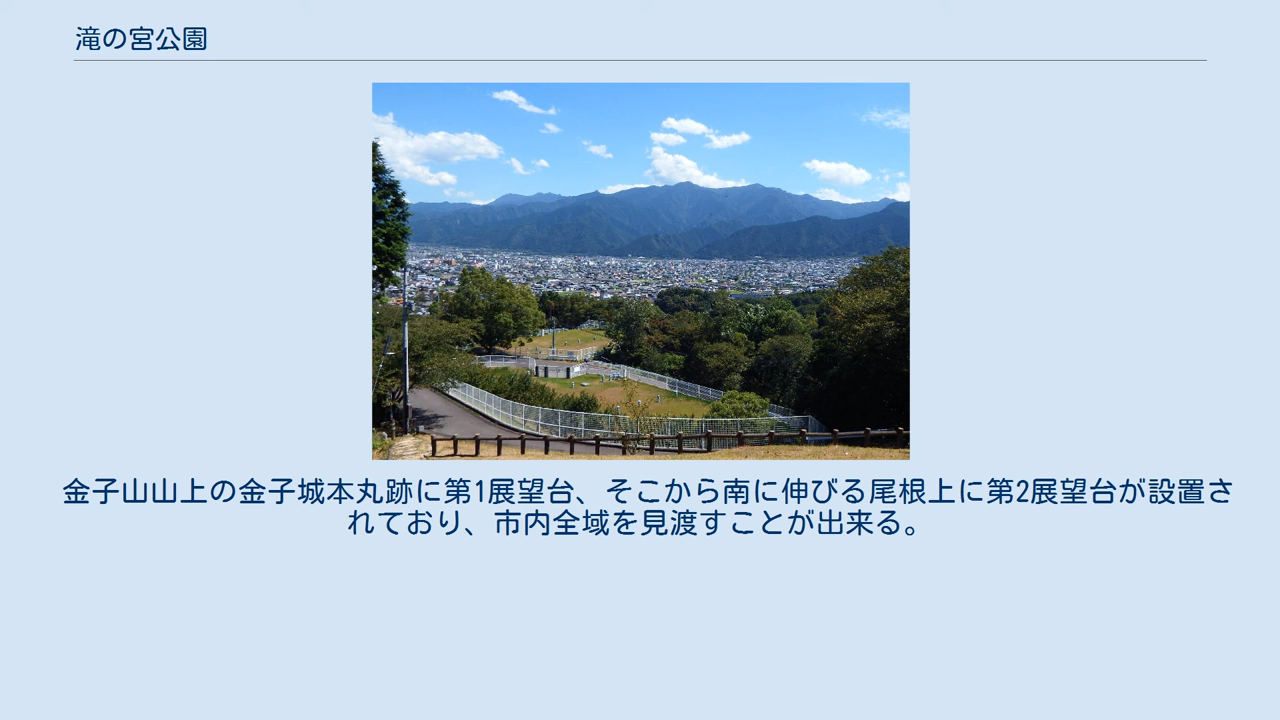 滝の宮公園
金子山山上の金子城本丸跡に第1展望台、そこから南に伸びる尾根上に第2展望台が設置さ
れており、市内全域を見渡すことが出来る。